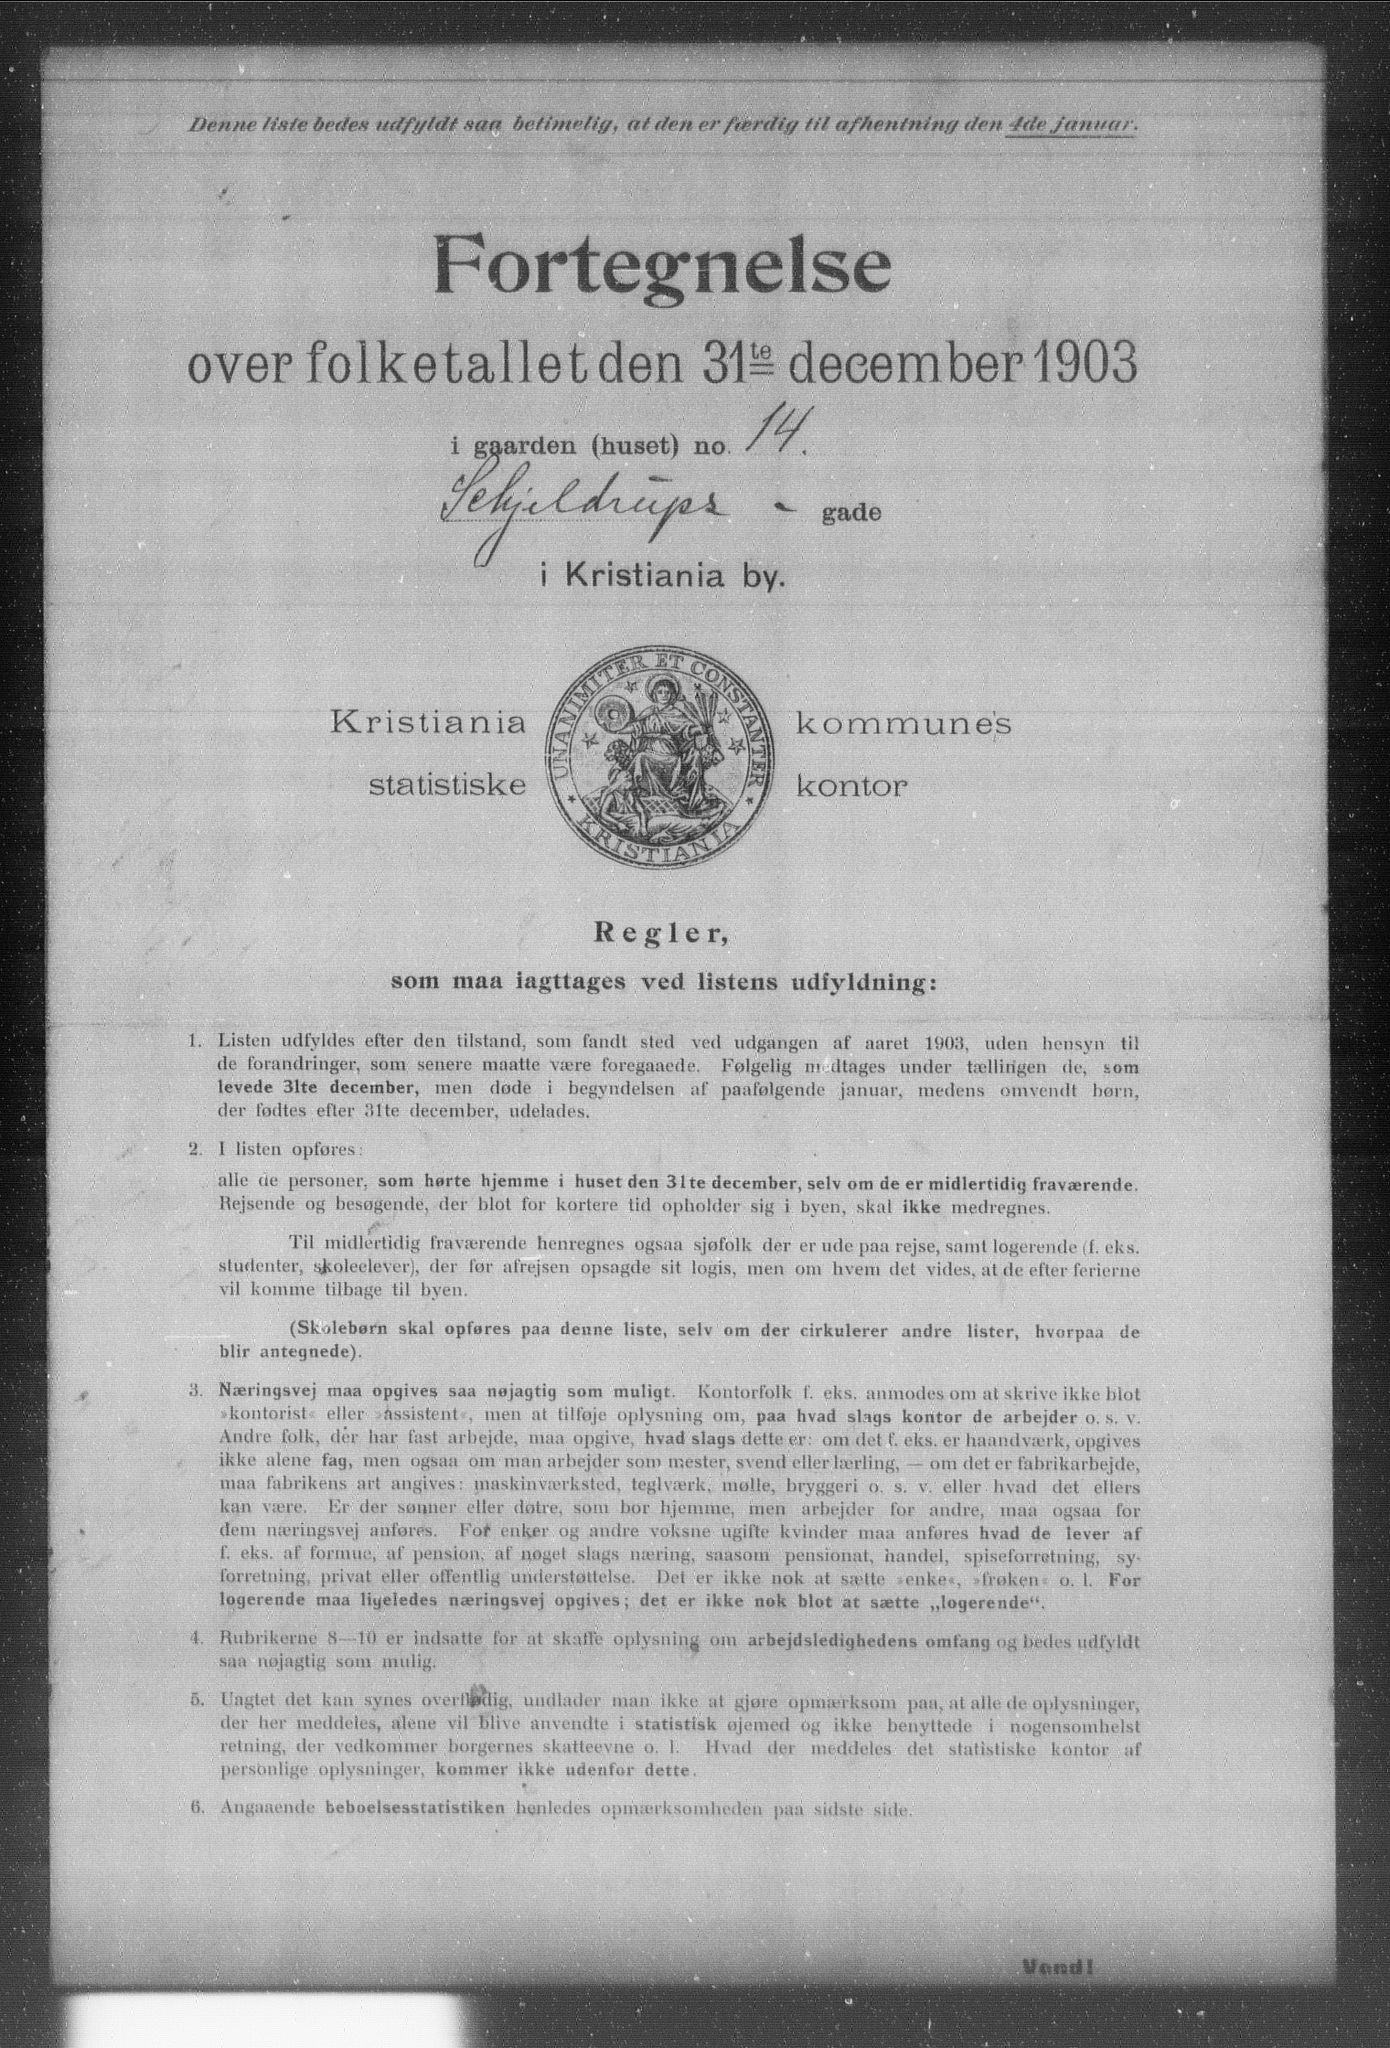 Denne liste bedes udfyldt saa betimelig, at den er færdig til afhentning den 4de januar.
Fortegnelse
over folketallet den 31te december 1903
i gaarden (huset) no. 14.
Schjeldrups - gade
i Kristiania by.
Kristiania kommunes
statistiske kontor
UNANIMITER ET CONSTANTER
KRISTIANIA
Regler,
som maa iagttages ved listens udfyldning:
1. Listen udfyldes efter den tilstand, som fandt sted ved udgangen af aaret 1903, uden hensyn til
de forandringer, som senere maatte være foregaaede. Følgelig medtages under tællingen de, som
levede 31te december, men døde i begyndelsen af paafølgende januar, medens omvendt børn,
der fødtes efter 31te december, udelades.
2. I listen opføres:
alle de personer, som hørte hjemme i huset den 31te december, selv om de er midlertidig fraværende.
Rejsende og besøgende, der blot for kortere tid opholder sig i byen, skal ikke medregnes.
Til midlertidig fraværende henregnes ogsaa sjøfolk der er ude paa rejse, samt logerende (f. eks.
studenter, skoleelever), der før afrejsen opsagde sit logis, men om hvem det vides, at de efter ferierne
vil komme tilbage til byen.
(Skolebørn skal opføres paa denne liste, selv om der cirkulerer andre lister, hvorpaa de
blir antegnede).
3. Næringsvej maa opgives saa nøjagtig som muligt. Kontorfolk f. eks. anmodes om at skrive ikke blot
»kontorist« eller »assistent«, men at tilføje oplysning om, paa hvad slags kontor de arbejder o. s. v.
Andre folk, der har fast arbejde, maa opgive, hvad slags dette er: om det f. eks. er haandværk, opgives
ikke alene fag, men ogsaa om man arbejder som mester, svend eller lærling, — om det er fabrikarbejde,
maa fabrikens art angives: maskinværksted, teglværk, mølle, bryggeri o. s. v. eller hvad det ellers
kan være. Er der sønner eller døtre, som bor hjemme, men arbejder for andre, maa ogsaa for
dem næringsvej anføres. For enker og andre voksne ugifte kvinder maa anføres hvad de lever af
f. eks. af formue, af pension, af noget slags næring, saasom pensionat, handel, spiseforretning, sy-
forretning, privat eller offentlig understøttelse. Det er ikke nok at sætte »enke«, »frøken« o. l. For
logerende maa ligeledes næringsvej opgives; det er ikke nok blot at sætte „logerende“.
4. Rubrikerne 8—10 er indsatte for at skaffe oplysning om arbejdsledighedens omfang og bedes udfyldt
saa nøjagtig som mulig.
5. Uagtet det kan synes overflødig, undlader man ikke at gjøre opmærksom paa, at alle de oplysninger,
der her meddeles, alene vil blive anvendte i statistisk øjemed og ikke benyttede i nogensomhelst
retning, der vedkommer borgernes skatteevne o. l. Hvad der meddeles det statistiske kontor af
personlige oplysninger, kommer ikke udenfor dette.
6. Angaaende beboelsesstatistiken henledes opmærksomheden paa sidste side.
Vend!